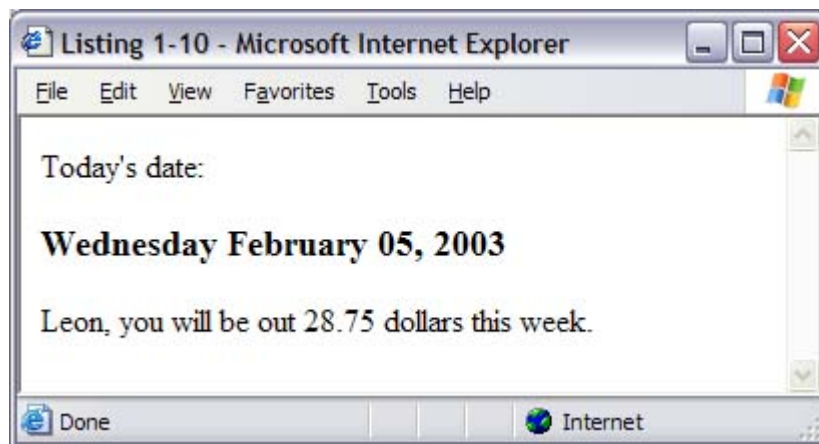 Listing 1-10 - Microsoft Internet Explorer
File Edit View Favorites Tools Help
Today's date:
Wednesday February 05, 2003
Leon, you will be out 28.75 dollars this week.
Done Internet